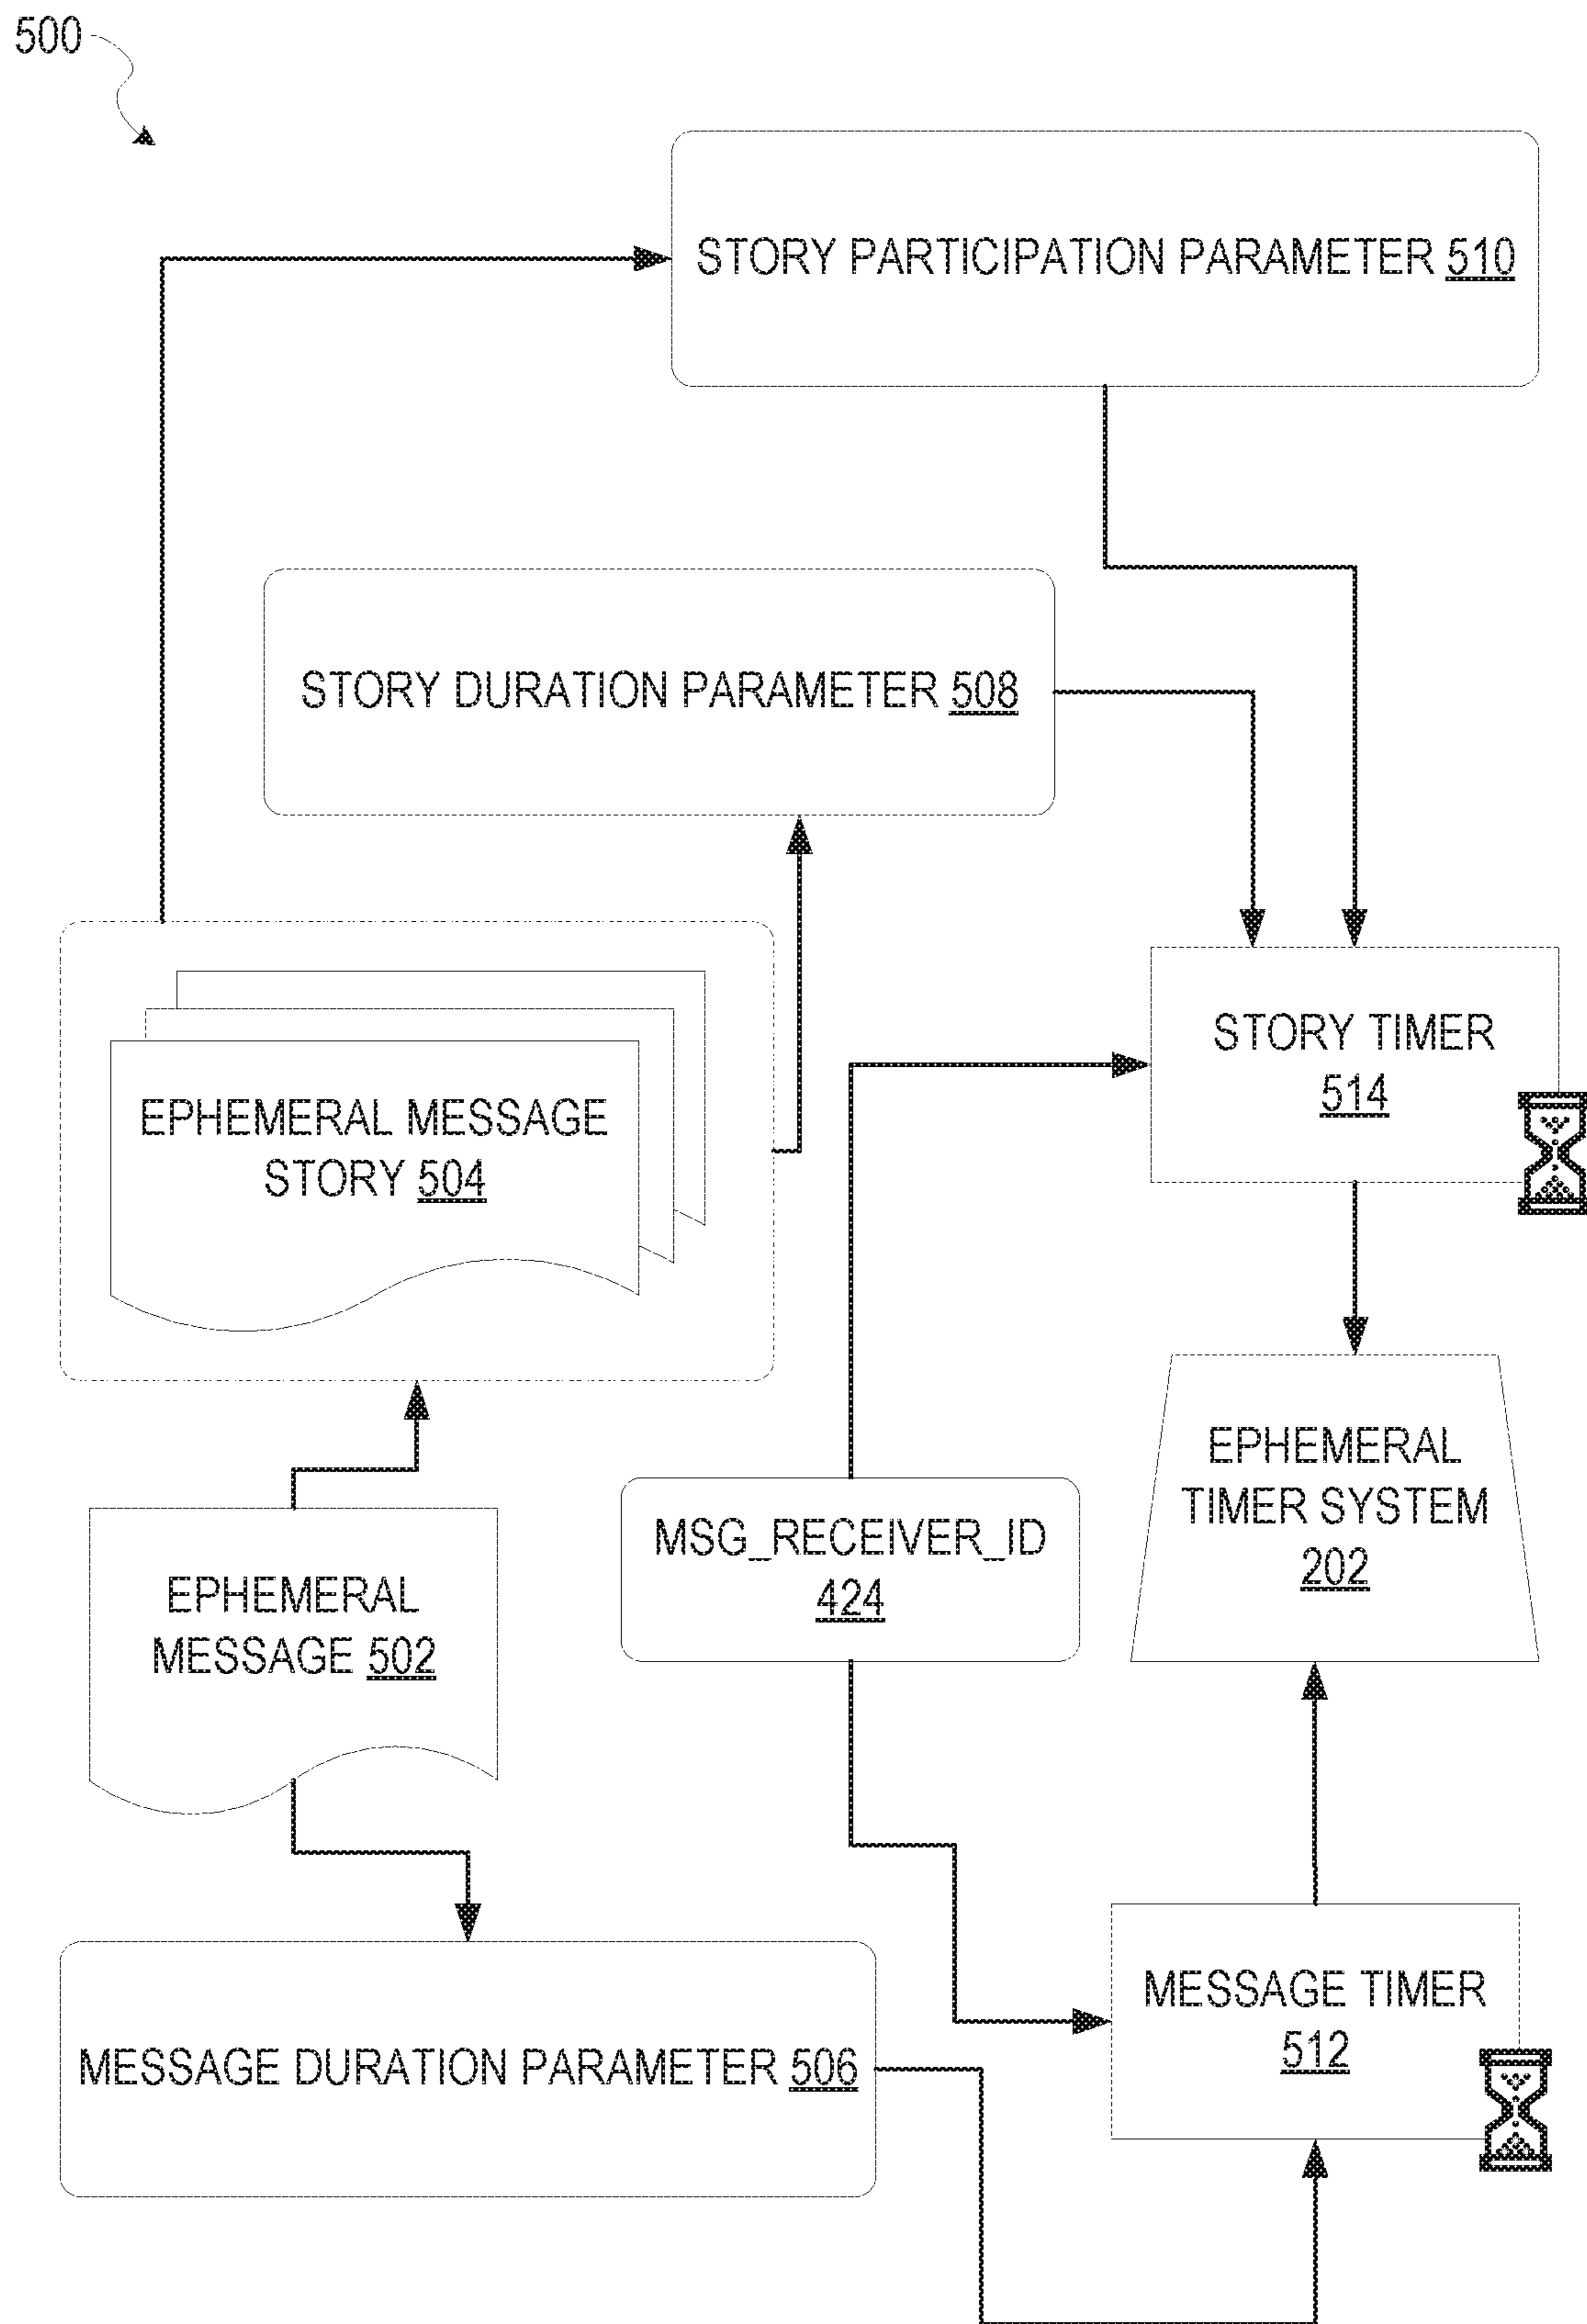 500
STORY PARTICIPATION PARAMETER 510
STORY DURATION PARAMETER 508
EPHEMERAL MESSAGE
STORY 504
STORY TIMER
514
EPHEMERAL
TIMER SYSTEM
202
MSG_RECEIVER_ID
424
EPHEMERAL
MESSAGE 502
MESSAGE TIMER
512
MESSAGE DURATION PARAMETER 506